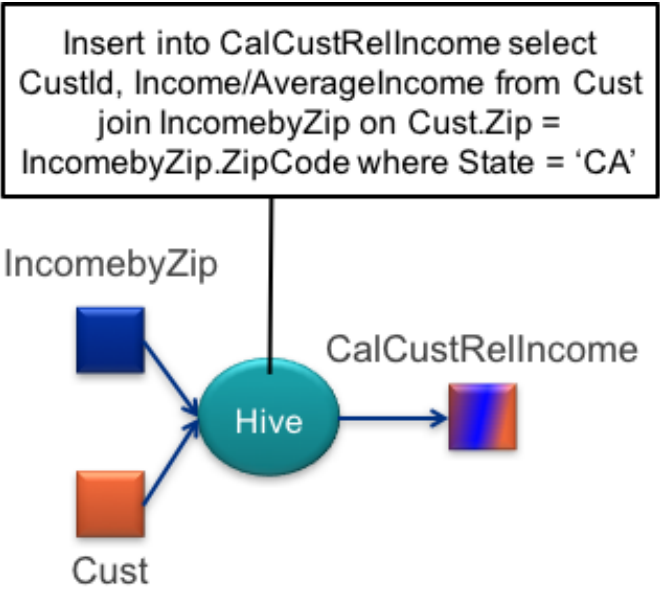 Insert into CalCustRelIncome select
CustId, Income/AverageIncome from Cust
join IncomebyZip on Cust.Zip =
IncomebyZip.ZipCode where State = ‘CA’
IncomebyZip
CalCustRelIncome
Hive
Cust